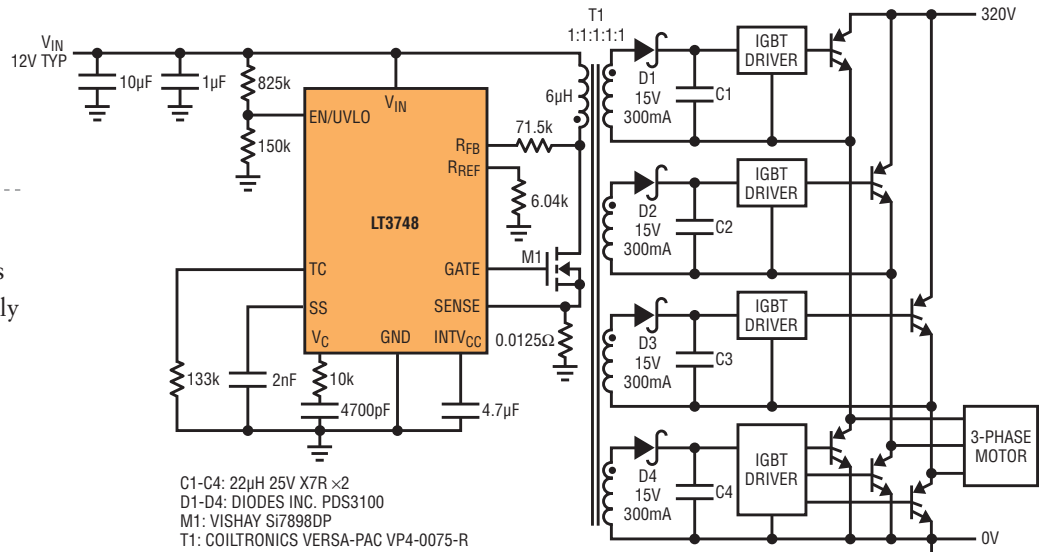 V_IN
12V TYP
10µF
1µF
825k
150k
EN/UVLO
V_IN
R_FB
R_REF
LT3748
TC
SS
V_C
GND
INTV_CC
GATE
SENSE
133k
2nF
10k
4700pF
4.7µF
71.5k
6.04k
6µH
M1
0.0125Ω
T1
1:1:1:1:1
D1
15V
300mA
C1
IGBT
DRIVER
320V
D2
15V
300mA
C2
IGBT
DRIVER
D3
15V
300mA
C3
IGBT
DRIVER
D4
15V
300mA
C4
IGBT
DRIVER
3-PHASE
MOTOR
0V
C1-C4: 22µH 25V X7R ×2
D1-D4: DIODES INC. PDS3100
M1: VISHAY Si7898DP
T1: COILTRONICS VERSA-PAC VP4-0075-R
s
ly